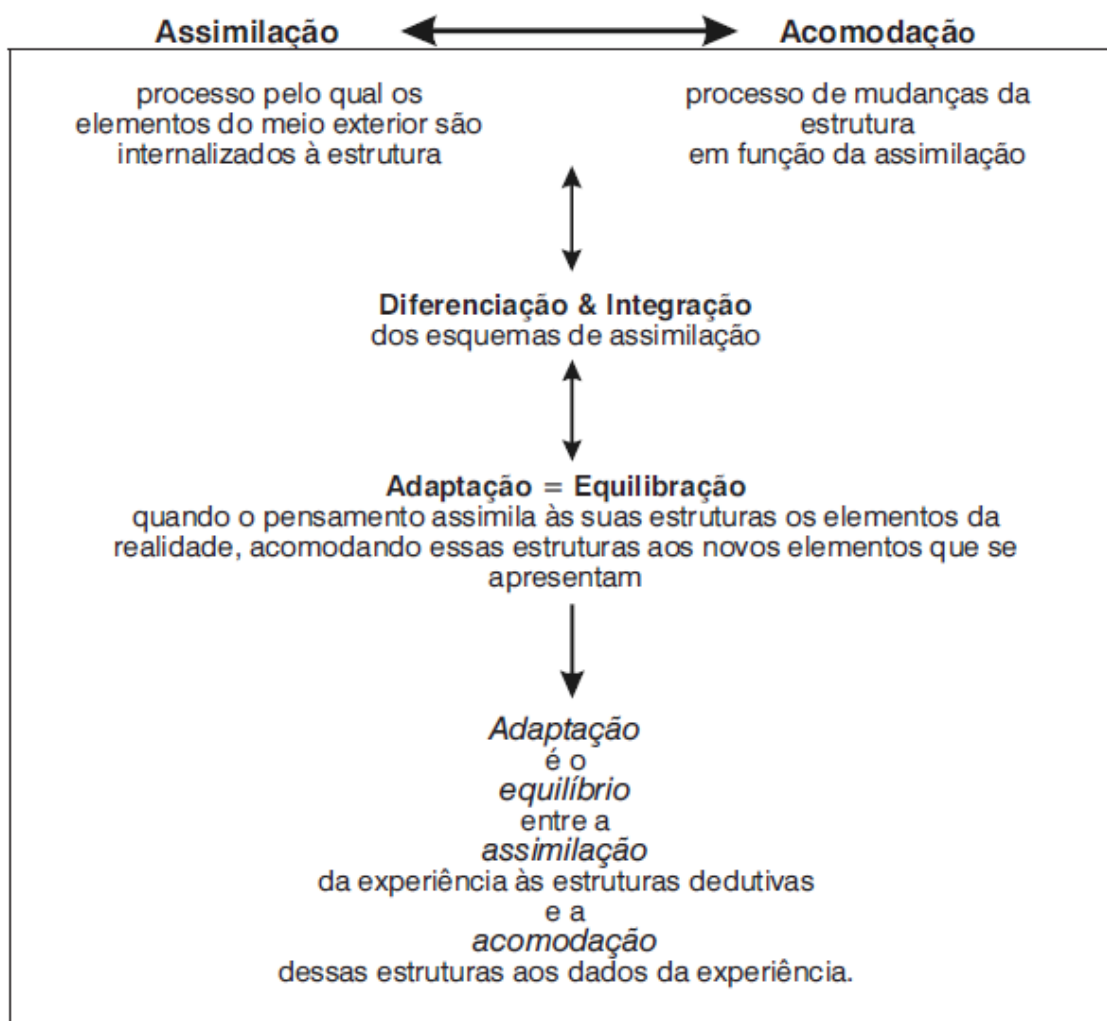 Assimilação Acomodação
processo pelo qual os
elementos do meio exterior são
internalizados à estrutura
processo de mudanças da
estrutura
em função da assimilação
Diferenciação & Integração
dos esquemas de assimilação
Adaptação = Equilibração
quando o pensamento assimila às suas estruturas os elementos da
realidade, acomodando essas estruturas aos novos elementos que se
apresentam
Adaptação
é o
equilíbrio
entre a
assimilação
da experiência às estruturas dedutivas
e a
acomodação
dessas estruturas aos dados da experiência.